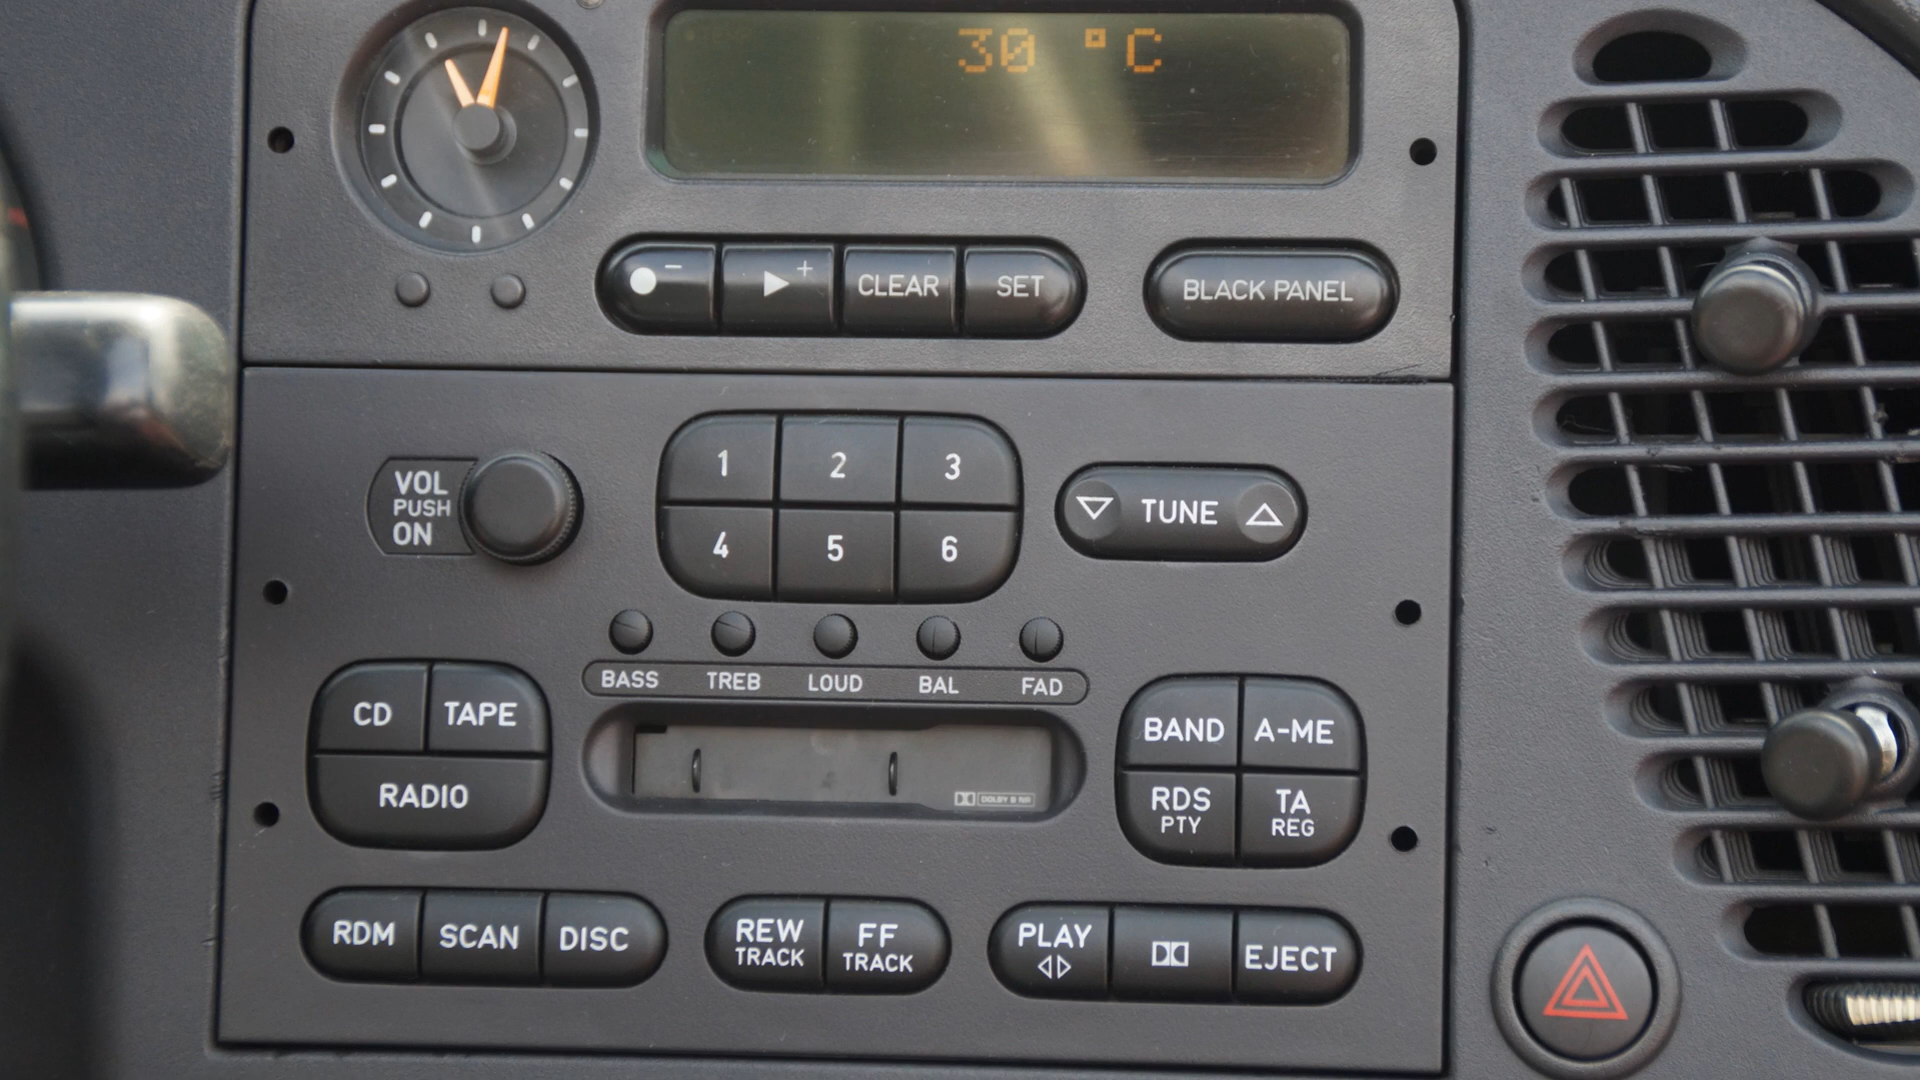 30 °C
- + CLEAR SET BLACK PANEL
VOL
PUSH
ON
1 2 3
4 5 6
TUNE
BASS TREB LOUD BAL FAD
CD TAPE
RADIO
DOLBY B NR
BAND A-ME
RDS TA
PTY REG
RDM SCAN DISC
REW FF
TRACK TRACK
PLAY EJECT